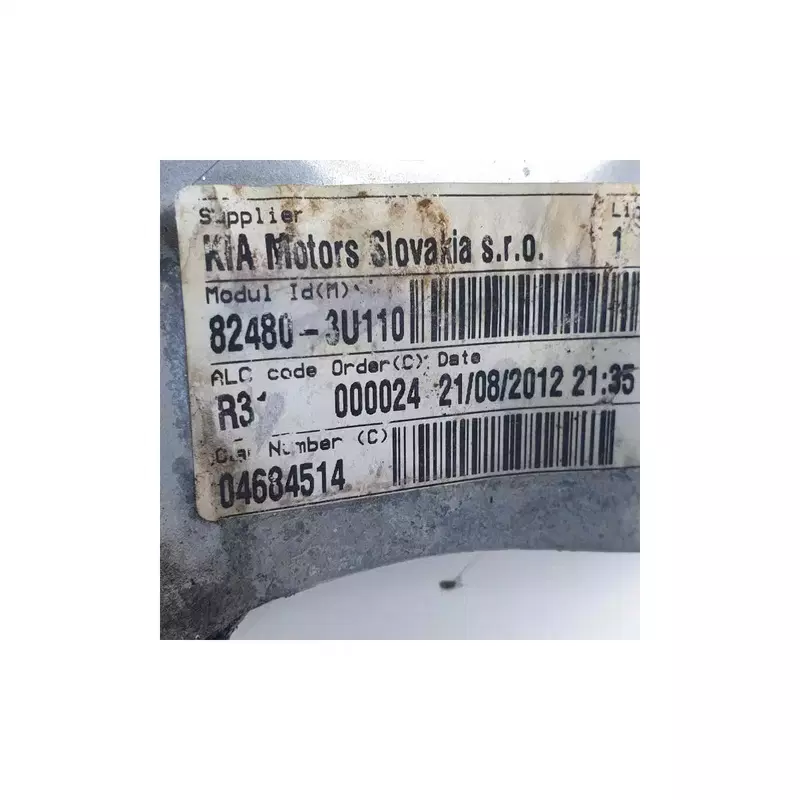 Supplier
KIA Motors Slovakia s.r.o. 1
Modul Id(M)
82480-3U110
ALC code Order(C) Date
000024 21/08/2012 21:35
Car Number (C)
04684514